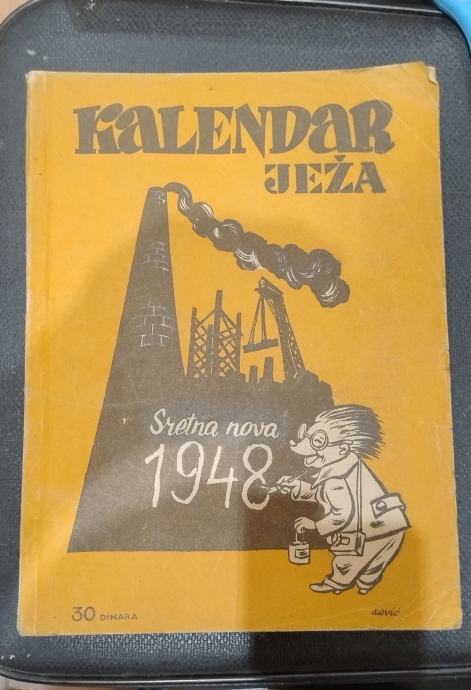 KALENDAR
JEŽA
Sretna nova
1948
30 DINARA
savić